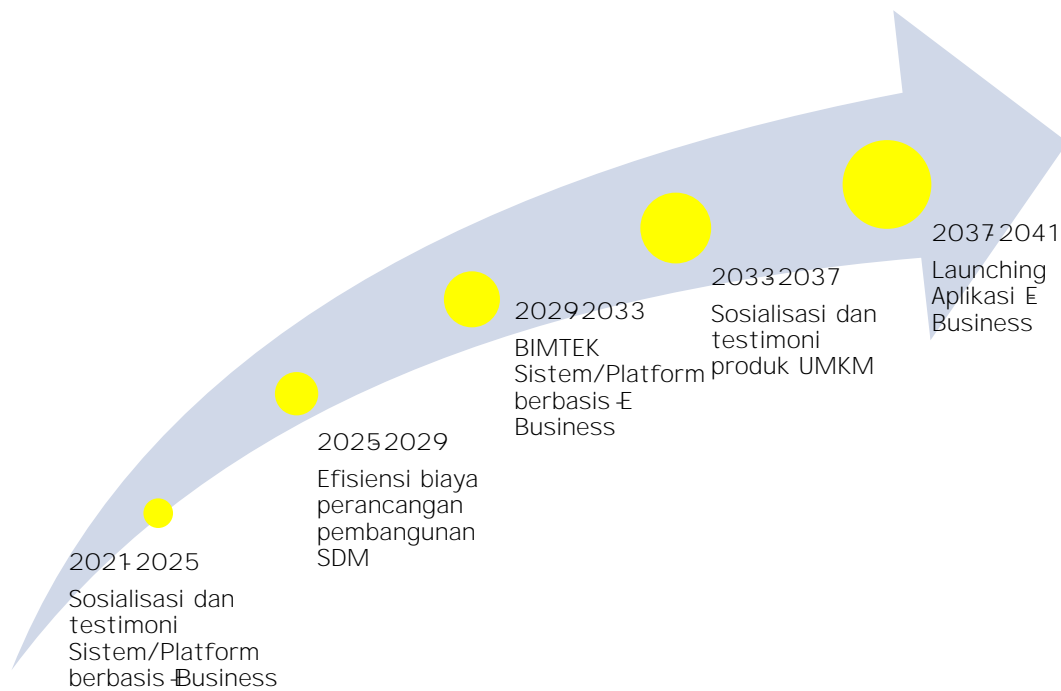 2021-2025
Sosialisasi dan
testimoni
Sistem/Platform
berbasis E-Business
2025-2029
Efisiensi biaya
perancangan
pembangunan
SDM
2029-2033
BIMTEK
Sistem/Platform
berbasis E-
Business
2033-2037
Sosialisasi dan
testimoni
produk UMKM
2037-2041
Launching
Aplikasi E-
Business